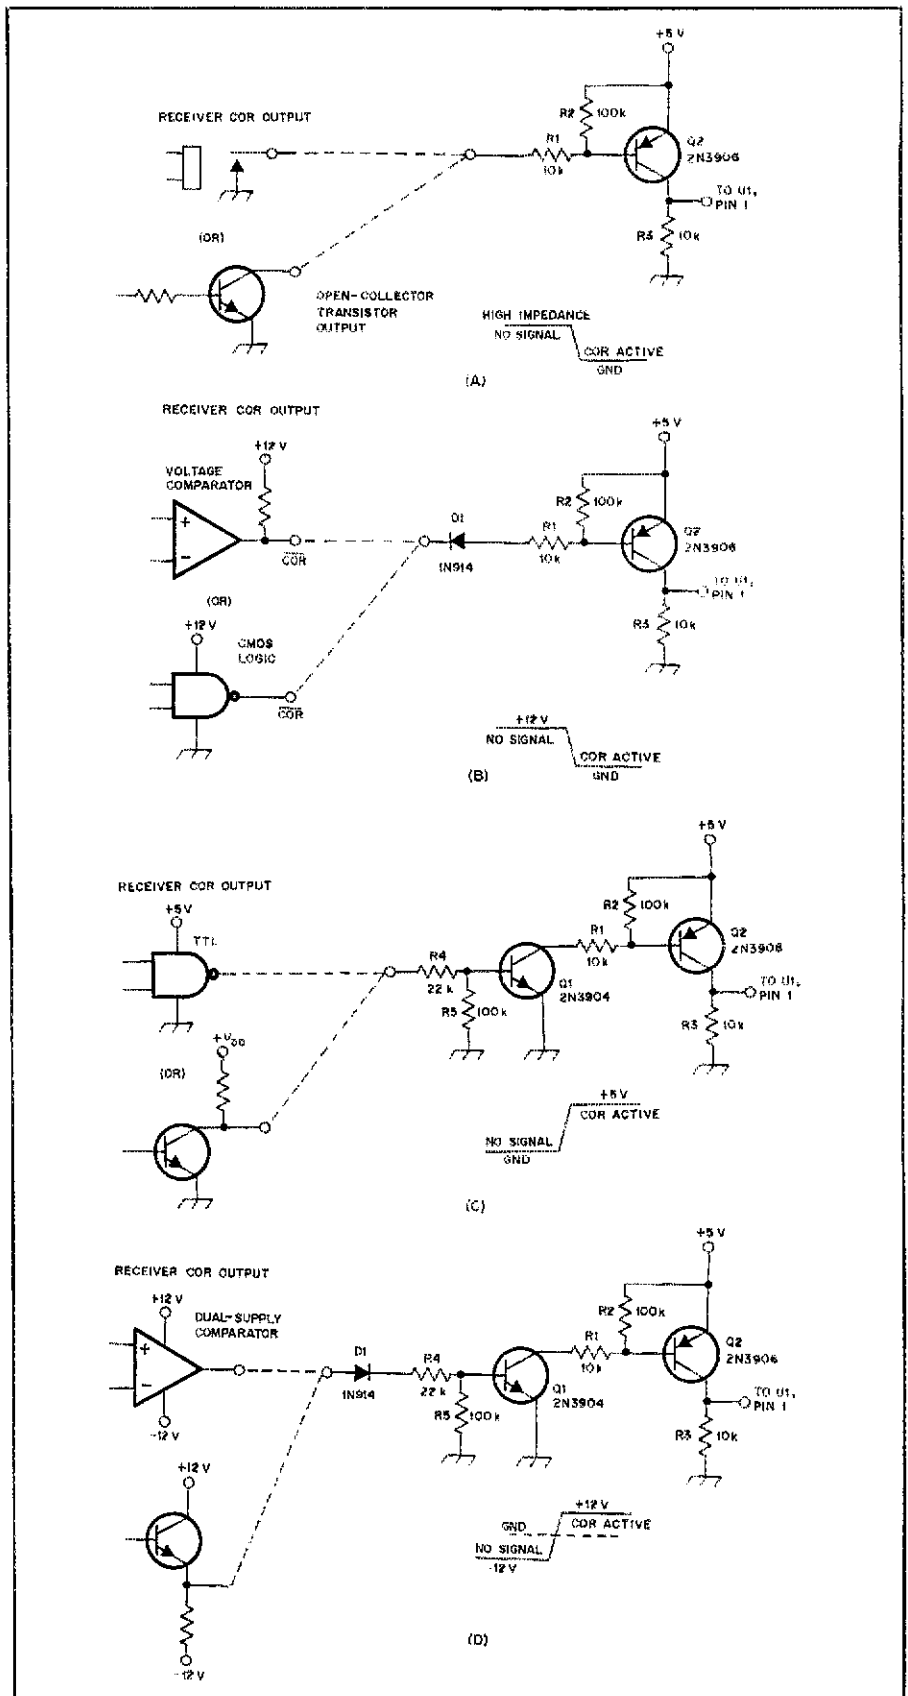 +5 V
R2
100k
RECEIVER COR OUTPUT
R1
10k
Q2
2N3906
TO U1,
PIN 1
R3
10k
(OR)
OPEN-COLLECTOR
TRANSISTOR
OUTPUT
HIGH IMPEDANCE
NO SIGNAL
COR ACTIVE
GND
(A)
RECEIVER COR OUTPUT
+12 V
+5 V
VOLTAGE
COMPARATOR
R2
100k
D1
R1
Q2
2N3906
+
-
COR
1N914
10k
TO U1,
PIN 1
(OR)
R3
10k
+12 V
CMOS
LOGIC
COR
+12 V
NO SIGNAL
COR ACTIVE
GND
(B)
+5 V
RECEIVER COR OUTPUT
+5V
R2
100k
TTL
R1
Q2
2N3906
R4
10k
22 k
Q1
2N3904
TO U1,
PIN 1
R5
100k
R3
10k
+VDD
(OR)
+5 V
COR ACTIVE
NO SIGNAL
GND
(C)
+5 V
RECEIVER COR OUTPUT
+12 V
DUAL-SUPPLY
COMPARATOR
R2
100k
Q2
2N3906
+
-
D1
R4
R1
10k
1N914
22 k
Q1
2N3904
TO U1,
PIN 1
R5
100k
R3
10k
-12 V
+12 V
+12 V
GND
COR ACTIVE
NO SIGNAL
-12 V
(D)
-12 V